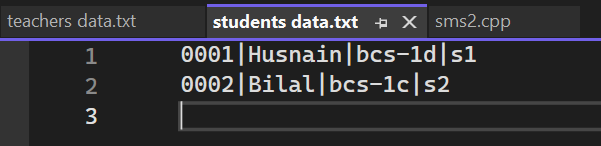 teachers data.txt students data.txt sms2.cpp
1 0001|Husnain|bcs-1d|s1
2 0002|Bilal|bcs-1c|s2
3